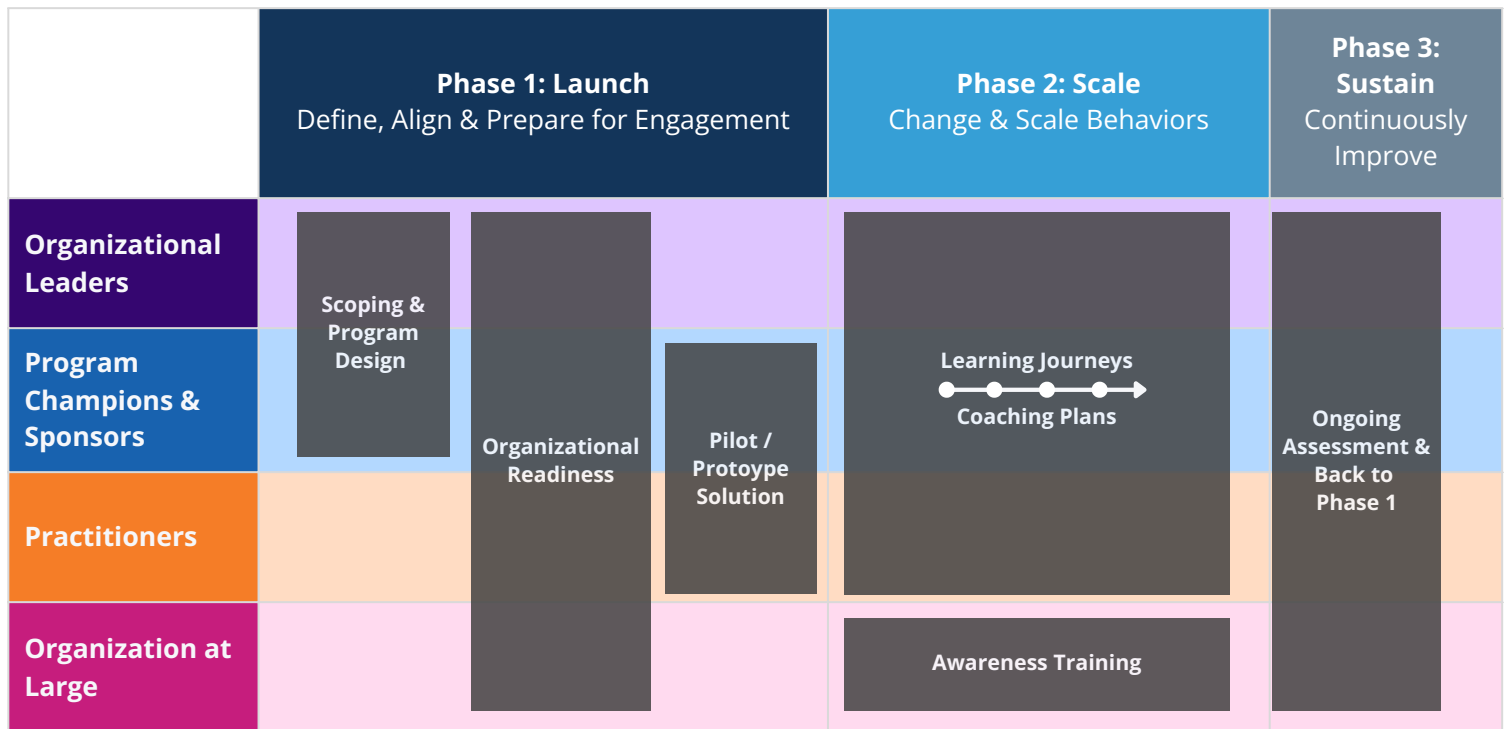 Phase 1: Launch
Define, Align & Prepare for Engagement
Phase 2: Scale
Change & Scale Behaviors
Phase 3:
Sustain
Continuously
Improve
Organizational
Leaders
Scoping &
Program
Design
Program
Champions &
Sponsors
Learning Journeys
Coaching Plans
Organizational
Readiness
Pilot /
Protoype
Solution
Ongoing
Assessment &
Back to
Phase 1
Practitioners
Organization at
Large
Awareness Training